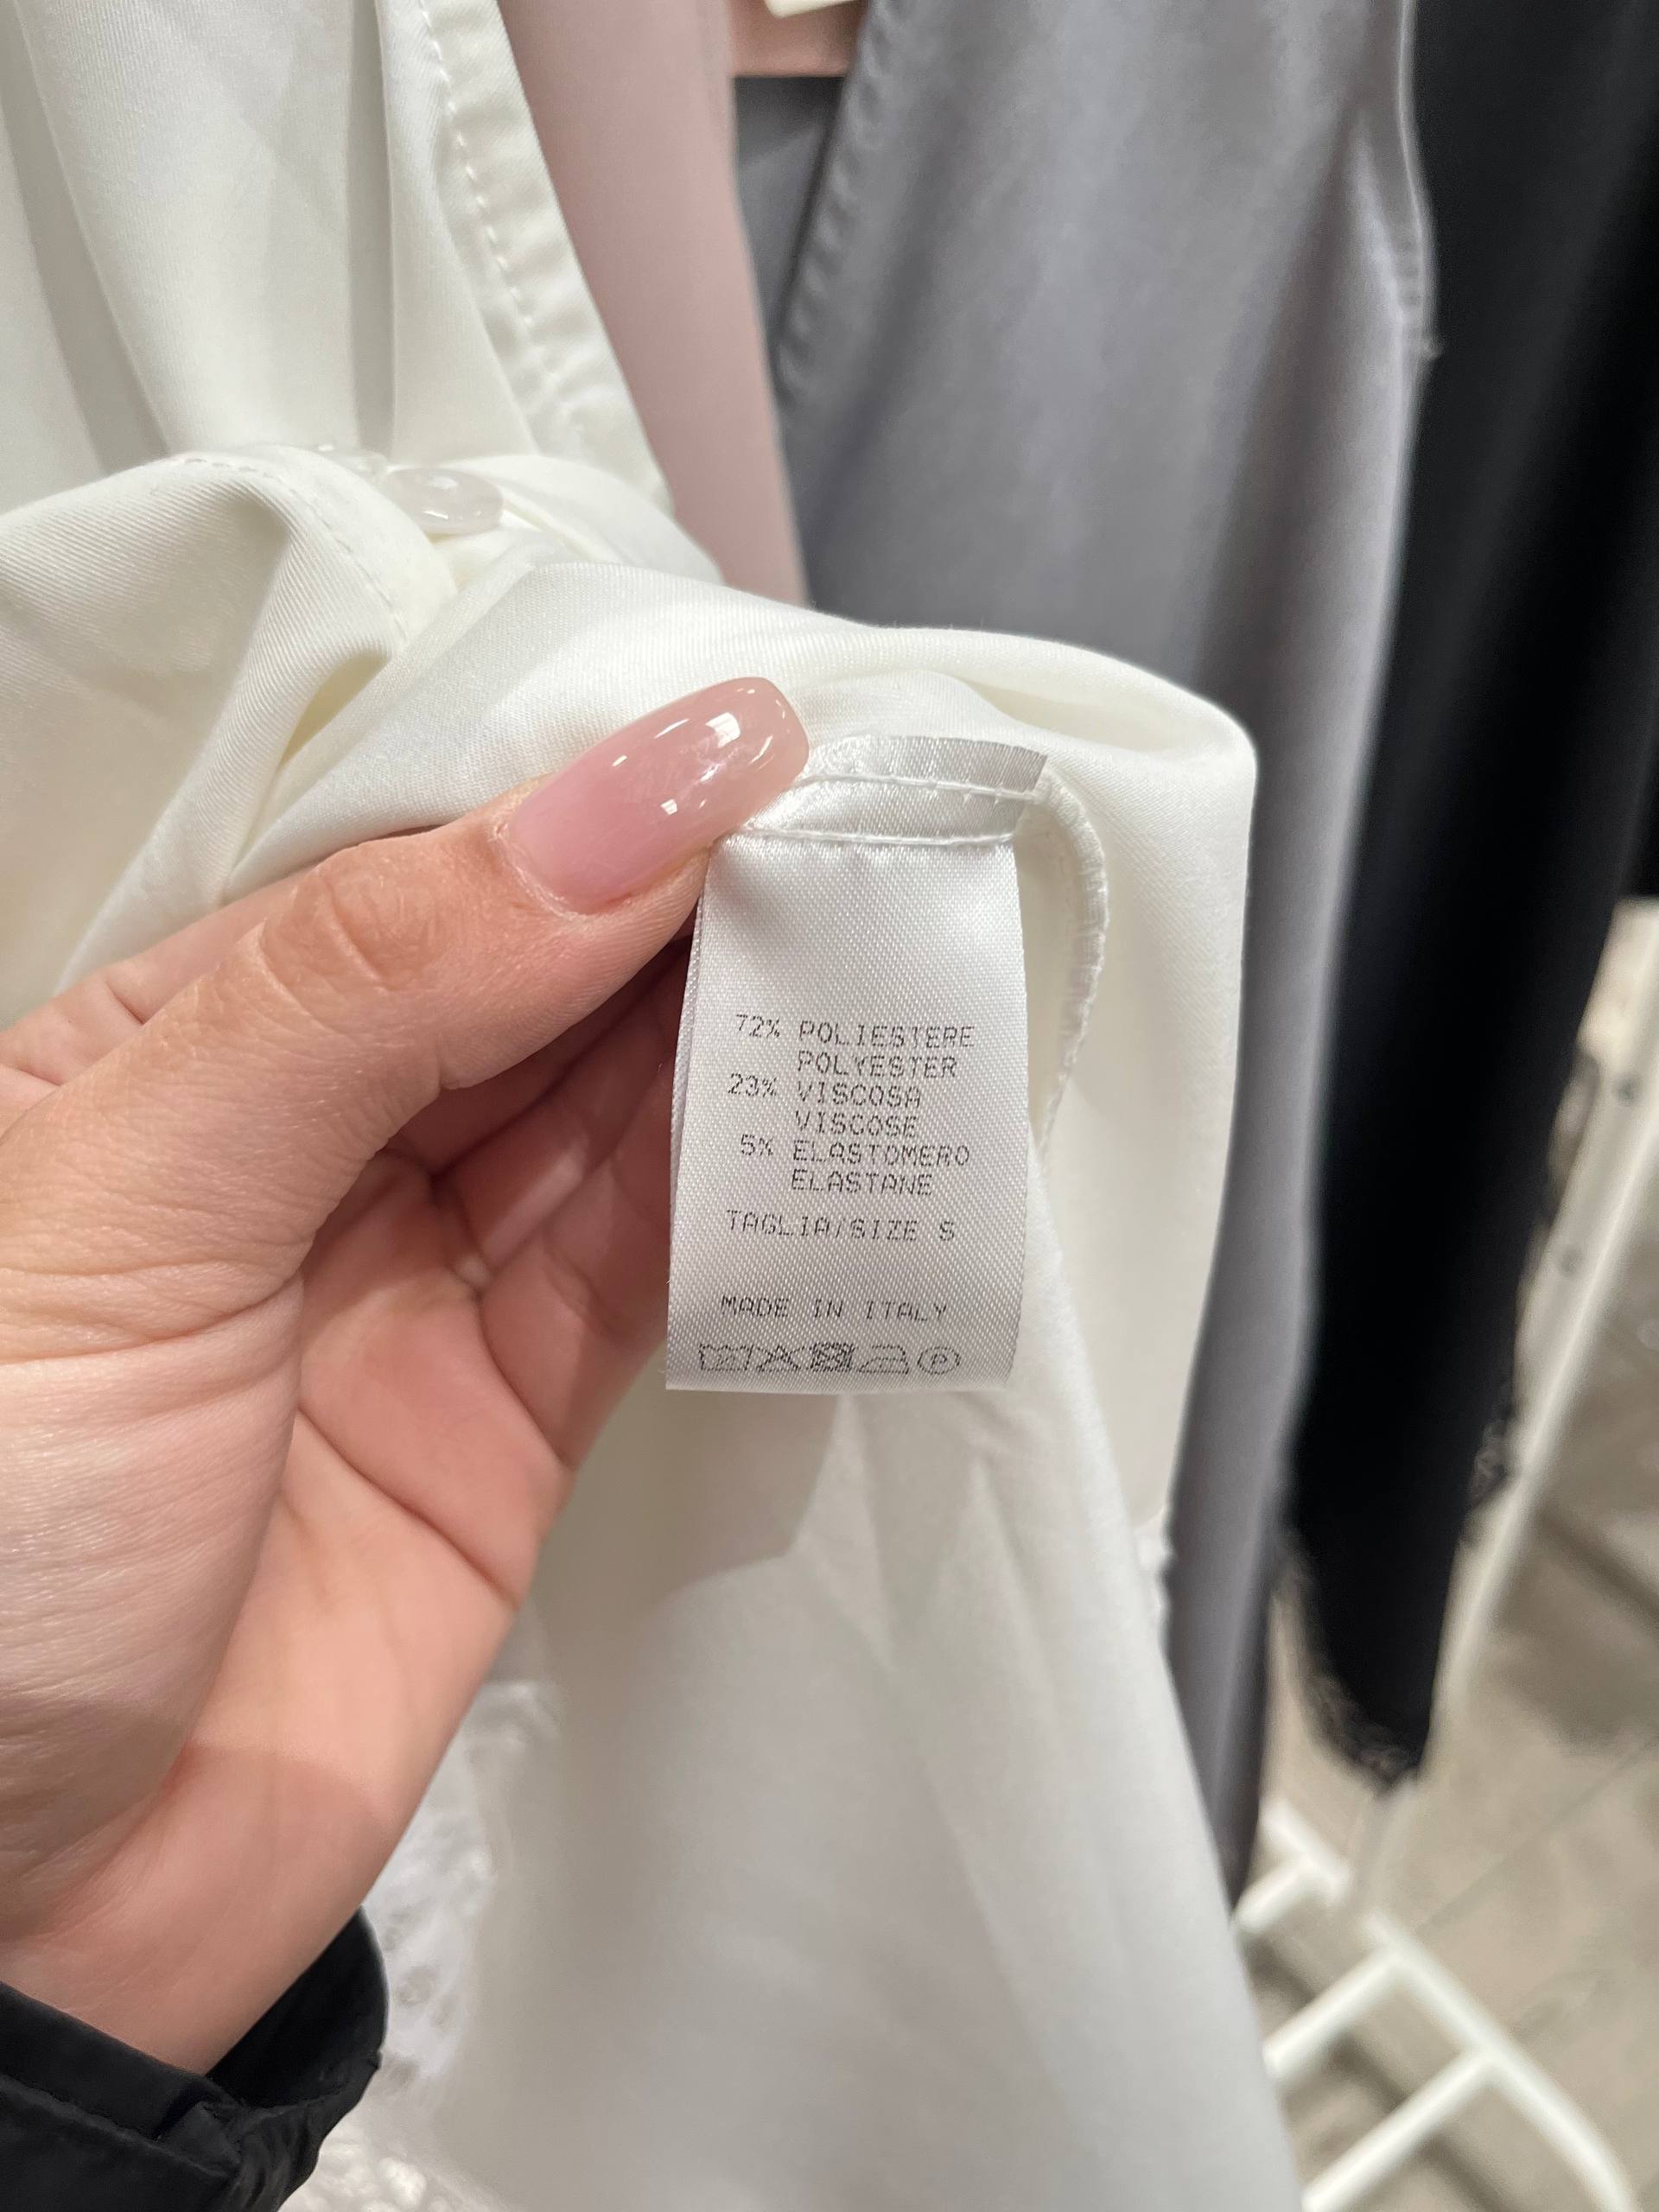 72% POLIESTERE
POLYESTER
23% VISCOSA
VISCOSE
5% ELASTOMERO
ELASTANE
TAGLIA/SIZE S
MADE IN ITALY
P